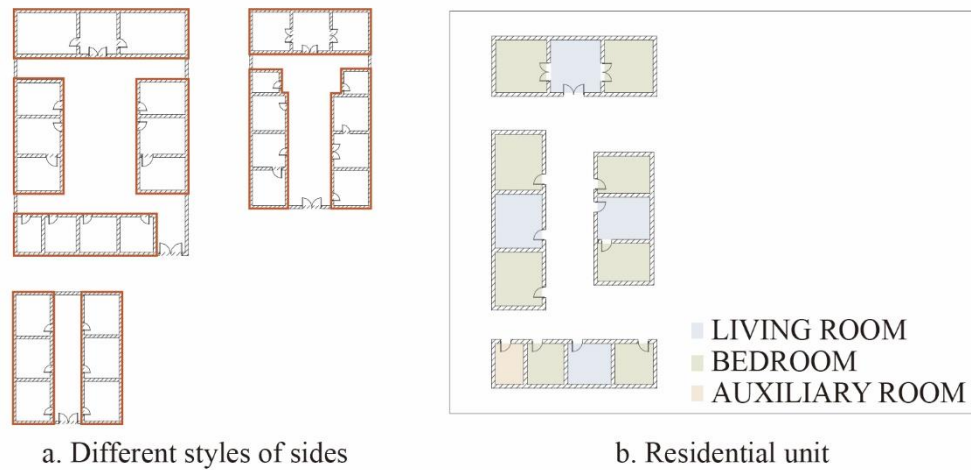 LIVING ROOM
BEDROOM
AUXILIARY ROOM
a. Different styles of sides
b. Residential unit